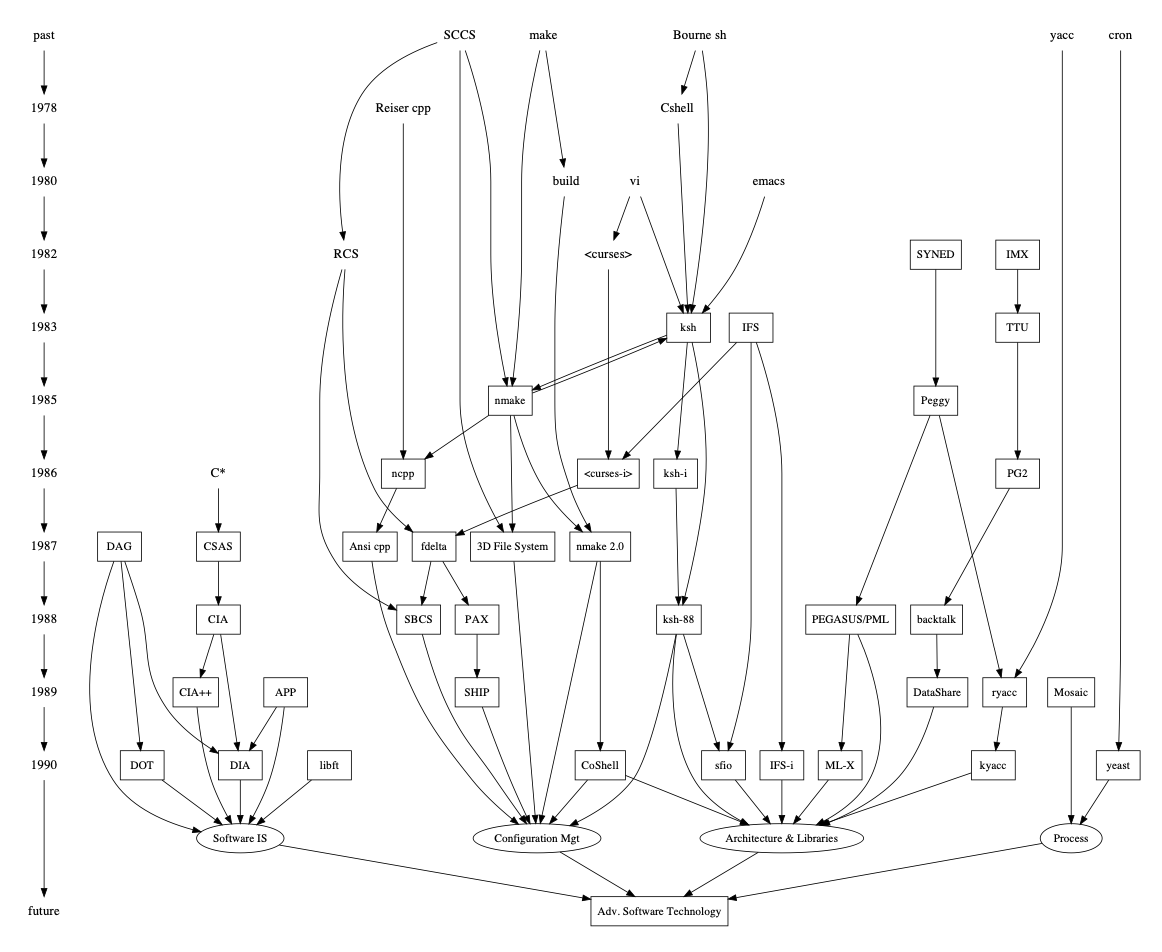 past
SCCS
make
Bourne sh
yacc
cron
1978
Reiser cpp
Cshell
1980
build
vi
emacs
1982
RCS
<curses>
SYNED
IMX
1983
ksh
IFS
TTU
1985
nmake
Peggy
1986
C*
ncpp
<curses-i>
ksh-i
PG2
1987
DAG
CSAS
Ansi cpp
fdelta
3D File System
nmake 2.0
1988
CIA
SBCS
PAX
ksh-88
PEGASUS/PML
backtalk
1989
CIA++
APP
SHIP
DataShare
ryacc
Mosaic
1990
DOT
DIA
libft
CoShell
sfio
IFS-i
ML-X
kyacc
yeast
Software IS
Configuration Mgt
Architecture & Libraries
Process
future
Adv. Software Technology